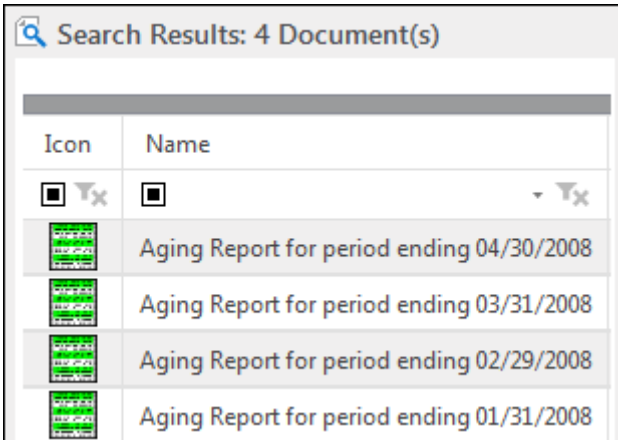 Search Results: 4 Document(s)
Icon Name
Aging Report for period ending 04/30/2008
Aging Report for period ending 03/31/2008
Aging Report for period ending 02/29/2008
Aging Report for period ending 01/31/2008